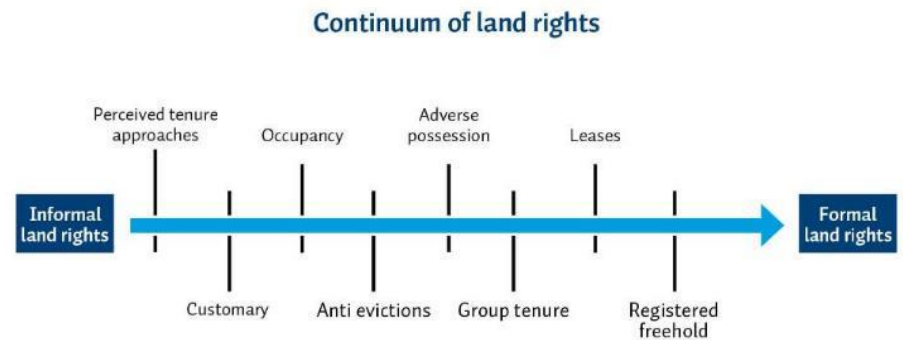 Continuum of land rights
Perceived tenure
approaches
Occupancy
Adverse
possession
Leases
Informal
land rights
Formal
land rights
Customary
Anti evictions
Group tenure
Registered
freehold